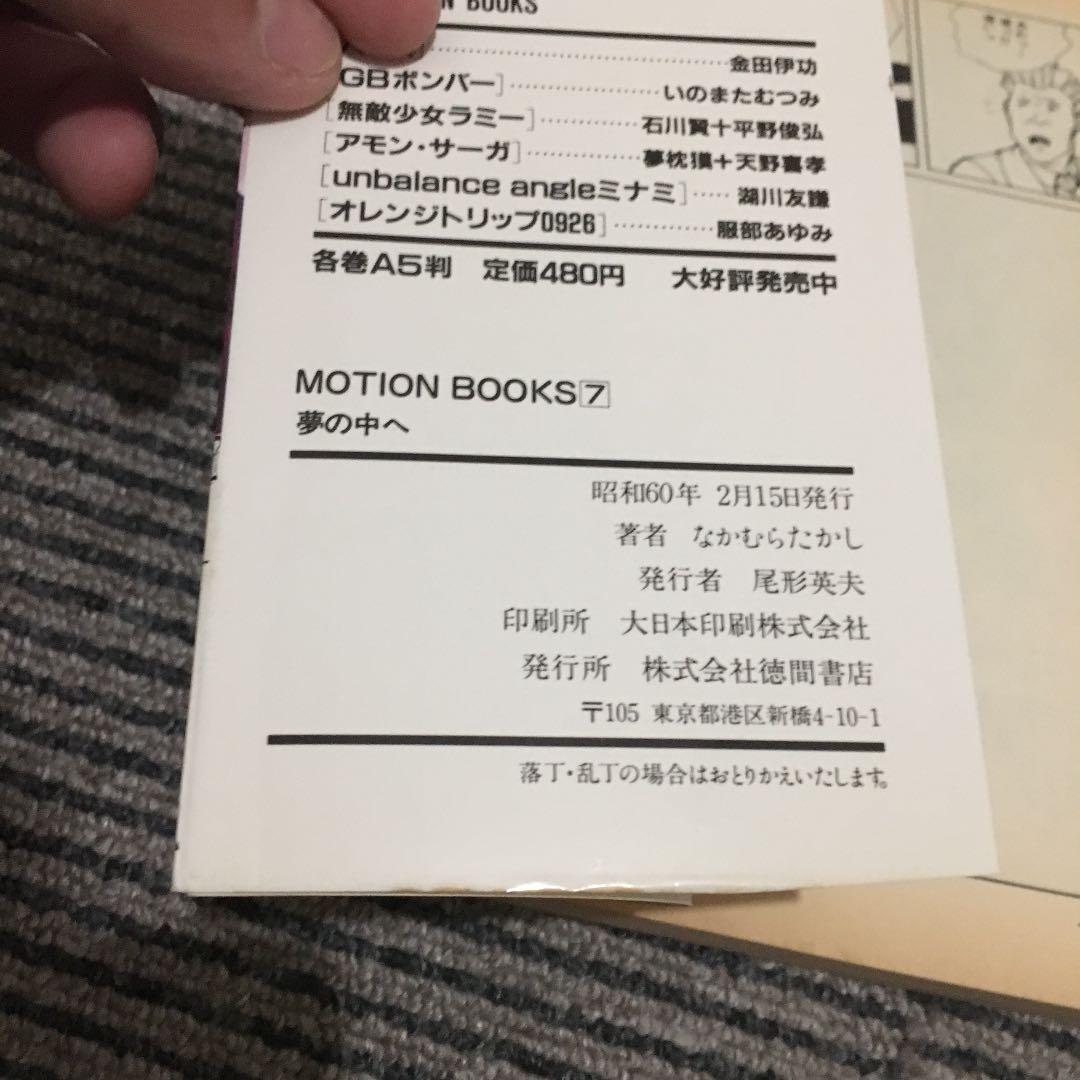 N BOOKS
金田伊功
GBボンバー]····················いのまたむつみ
[無敵少女ラミー]·············石川賢+平野俊弘
[アモン・サーガ]···············夢枕獏+天野喜孝
[unbalance angleミナミ]·····湖川友謙
[オレンジトリップ0926]·············服部あゆみ
各巻A5判 定価480円 大好評発売中
MOTION BOOKS7
夢の中へ
昭和60年 2月15日発行
著者 なかむらたかし
発行者 尾形英夫
印刷所 大日本印刷株式会社
発行所 株式会社徳間書店
〒105 東京都港区新橋4-10-1
落丁・乱丁の場合はおとりかえいたします。